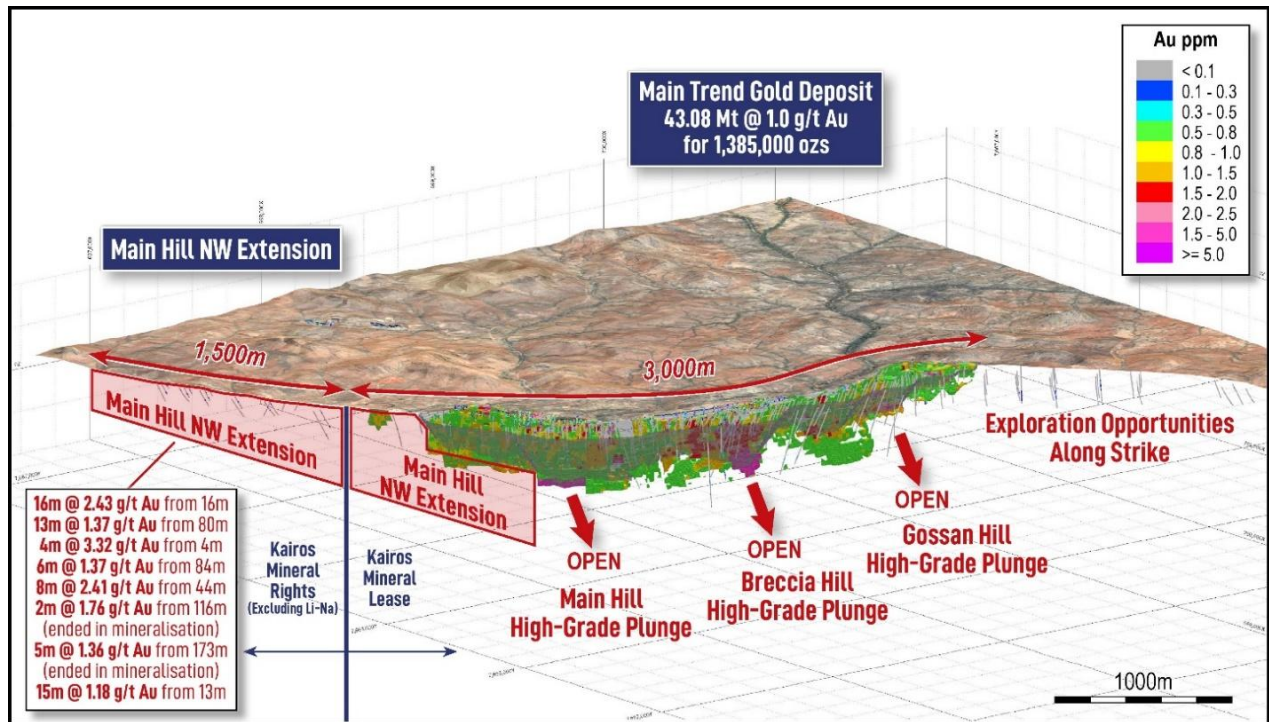 Au ppm
< 0.1
0.1 - 0.3
0.3 - 0.5
0.5 - 0.8
0.8 - 1.0
1.0 - 1.5
1.5 - 2.0
2.0 - 2.5
1.5 - 5.0
>= 5.0
Main Trend Gold Deposit
43.08 Mt @ 1.0 g/t Au
for 1,385,000 ozs
Main Hill NW Extension
1,500m
3,000m
Main Hill NW Extension
Main Hill
NW Extension
Exploration Opportunities
Along Strike
16m @ 2.43 g/t Au from 16m
13m @ 1.37 g/t Au from 80m
4m @ 3.32 g/t Au from 4m
6m @ 1.37 g/t Au from 84m
8m @ 2.41 g/t Au from 44m
2m @ 1.76 g/t Au from 116m
(ended in mineralisation)
5m @ 1.36 g/t Au from 173m
(ended in mineralisation)
15m @ 1.18 g/t Au from 13m
Kairos
Mineral
Rights
(Excluding Li-Na)
Kairos
Mineral
Lease
OPEN
Main Hill
High-Grade Plunge
OPEN
Breccia Hill
High-Grade Plunge
OPEN
Gossan Hill
High-Grade Plunge
1000m